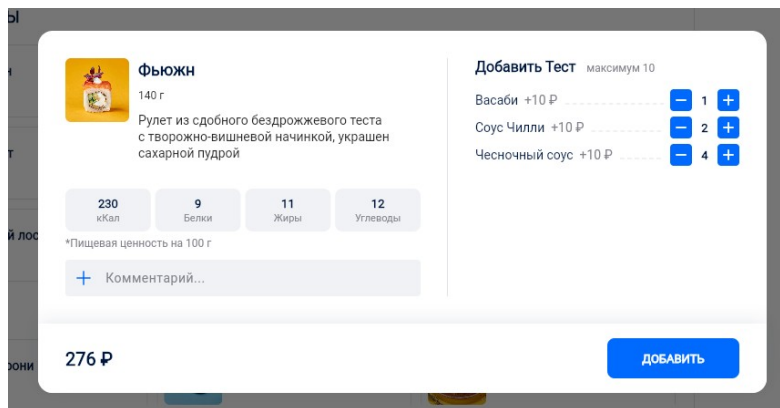 ы
Фьюжн
140 г
Рулет из сдобного бездрожжевого теста
с творожно-вишневой начинкой, украшен
сахарной пудрой
230
кКал
9
Белки
11
Жиры
12
Углеводы
*Пищевая ценность на 100 г
+ Комментарий...
Добавить Тест максимум 10
Васаби +10 ₽ − 1 +
Соус Чилли +10 ₽ − 2 +
Чесночный соус +10 ₽ − 4 +
н
т
й лос
рони
276 ₽
ДОБАВИТЬ